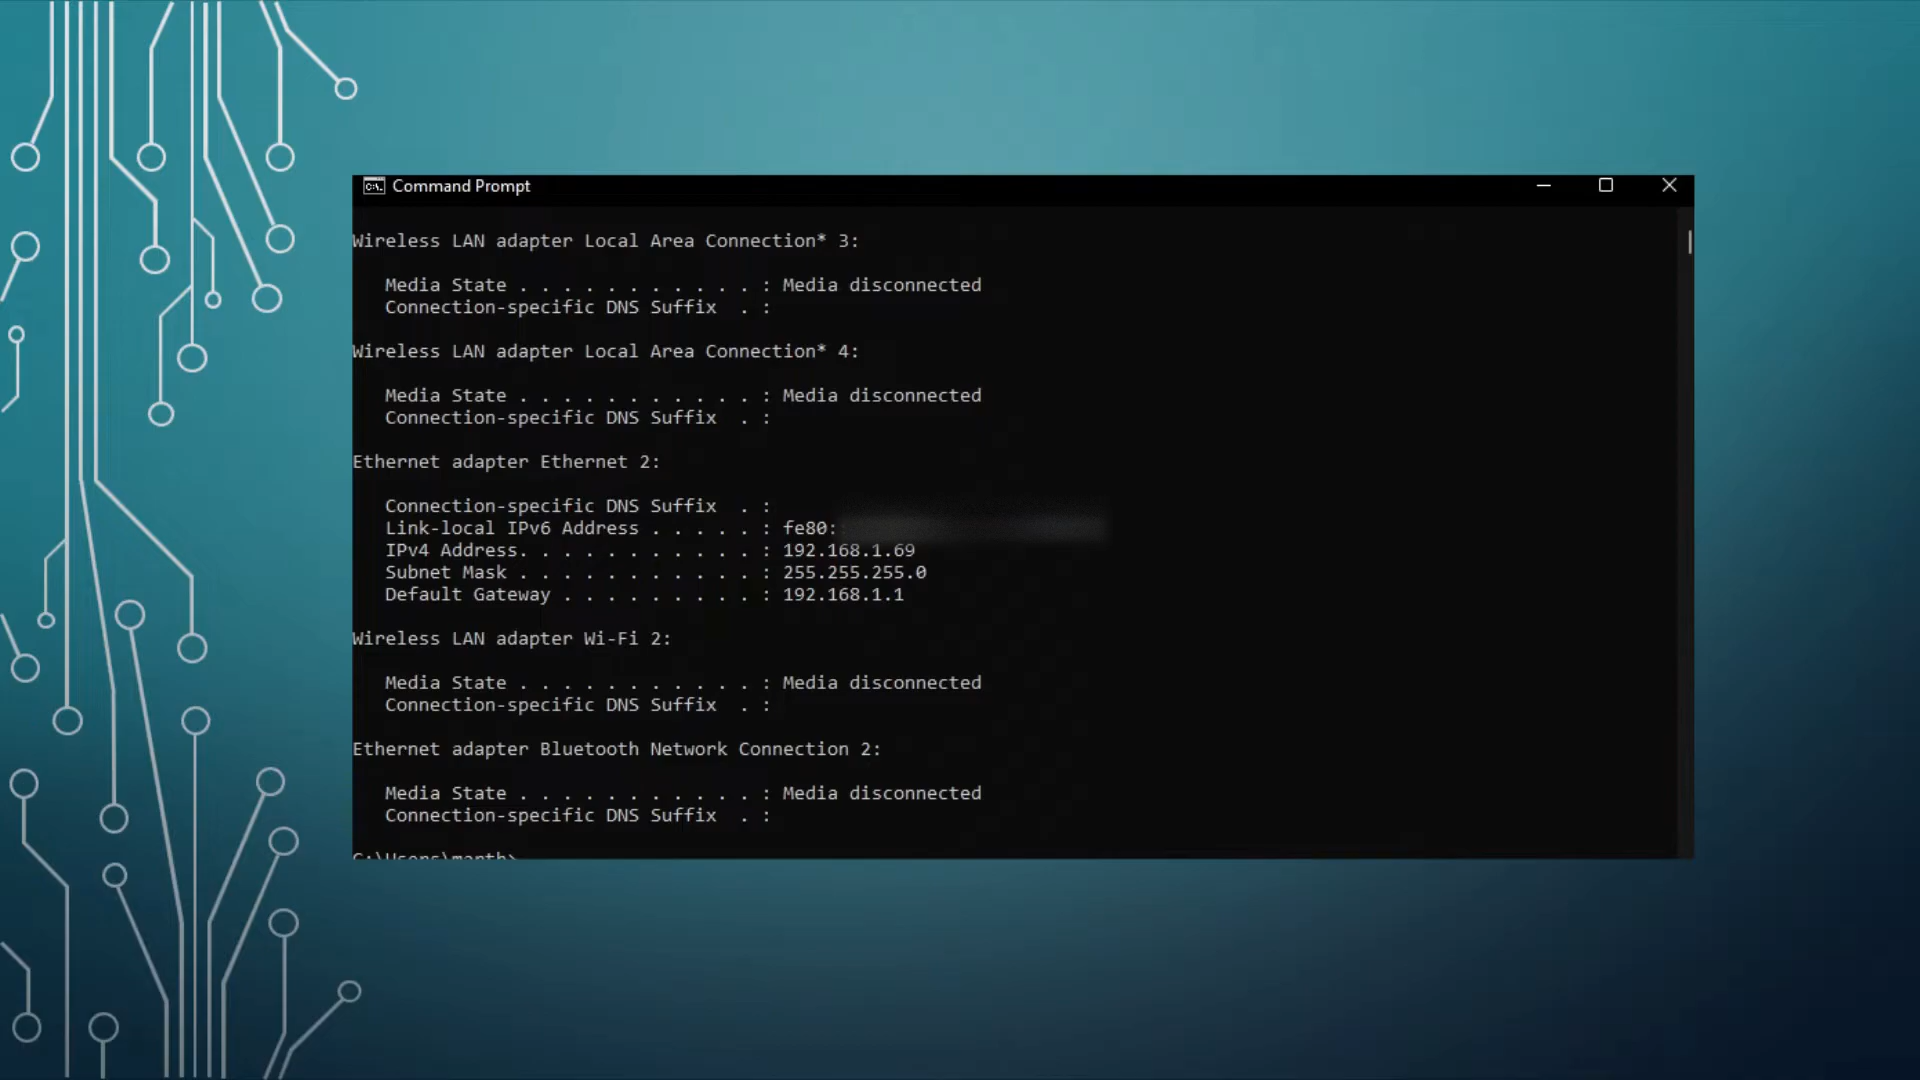 Command Prompt
Wireless LAN adapter Local Area Connection* 3:
Media State . . . . . . . . . . . : Media disconnected
Connection-specific DNS Suffix  . :
Wireless LAN adapter Local Area Connection* 4:
Media State . . . . . . . . . . . : Media disconnected
Connection-specific DNS Suffix  . :
Ethernet adapter Ethernet 2:
Connection-specific DNS Suffix  . :
Link-local IPv6 Address . . . . . : fe80:
IPv4 Address. . . . . . . . . . . : 192.168.1.69
Subnet Mask . . . . . . . . . . . : 255.255.255.0
Default Gateway . . . . . . . . . : 192.168.1.1
Wireless LAN adapter Wi-Fi 2:
Media State . . . . . . . . . . . : Media disconnected
Connection-specific DNS Suffix  . :
Ethernet adapter Bluetooth Network Connection 2:
Media State . . . . . . . . . . . : Media disconnected
Connection-specific DNS Suffix  . :
C:\Users\marth>